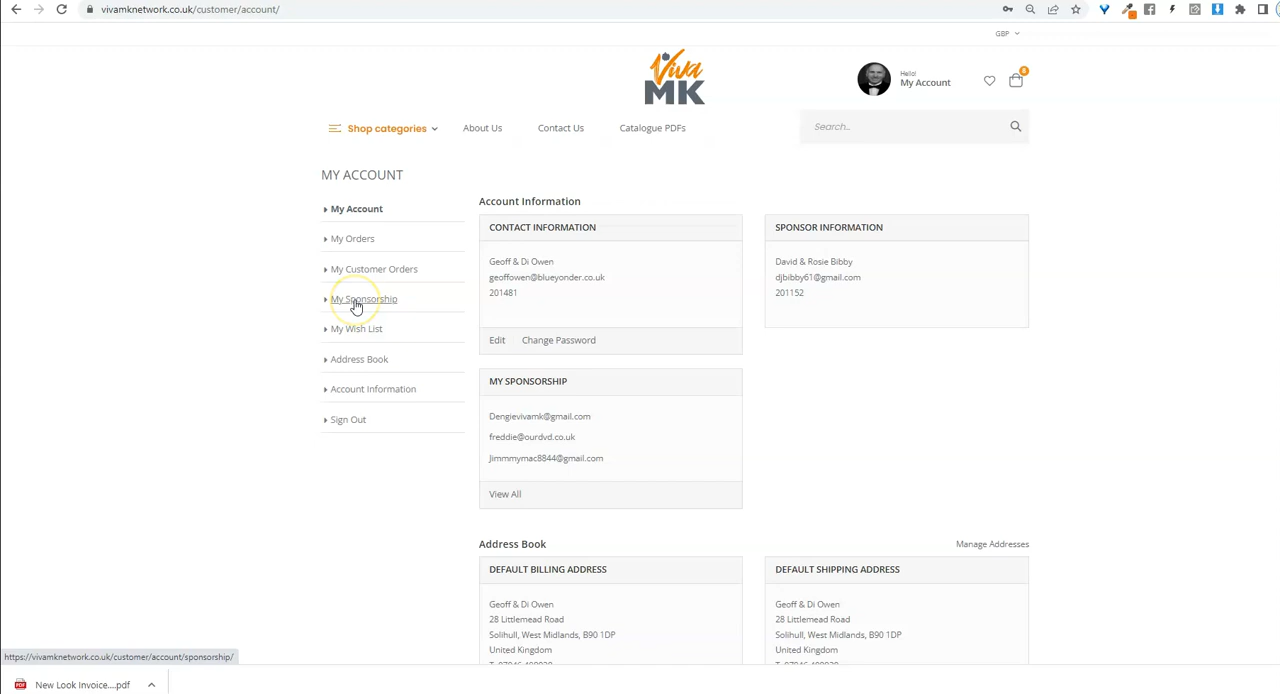 vivamknetwork.co.uk/customer/account/
GBP
Viva
MK
Hello!
My Account
Shop categories
About Us
Contact Us
Catalogue PDFs
Search...
MY ACCOUNT
My Account
My Orders
My Customer Orders
My Sponsorship
My Wish List
Address Book
Account Information
Sign Out
Account Information
CONTACT INFORMATION
Geoff & Di Owen
geoffowen@blueyonder.co.uk
201481
Edit Change Password
SPONSOR INFORMATION
David & Rosie Bibby
djbibby61@gmail.com
201152
MY SPONSORSHIP
Dengievivamk@gmail.com
freddie@ourdvd.co.uk
Jimmmymac8844@gmail.com
View All
Address Book
Manage Addresses
DEFAULT BILLING ADDRESS
Geoff & Di Owen
28 Littlemead Road
Solihull, West Midlands, B90 1DP
United Kingdom
DEFAULT SHIPPING ADDRESS
Geoff & Di Owen
28 Littlemead Road
Solihull, West Midlands, B90 1DP
United Kingdom
https://vivamknetwork.co.uk/customer/account/sponsorship/
New Look Invoice....pdf